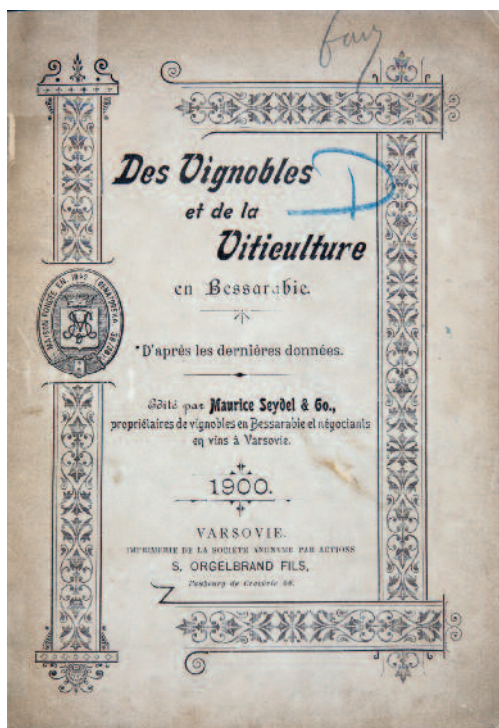 Des Vignobles
et de la
Viticulture
en Bessarabie.
D'après les dernières données.
Édité par Maurice Seydel & Co.,
propriétaires de vignobles en Bessarabie et négociants
en vins à Varsovie.
1900.
VARSOVIE.
IMPRIMERIE DE LA SOCIÉTÉ ANONYME PAR ACTIONS
S. ORGELBRAND FILS,
Faubourg de Cracovie 66.
MAISON FONDÉE EN 1842